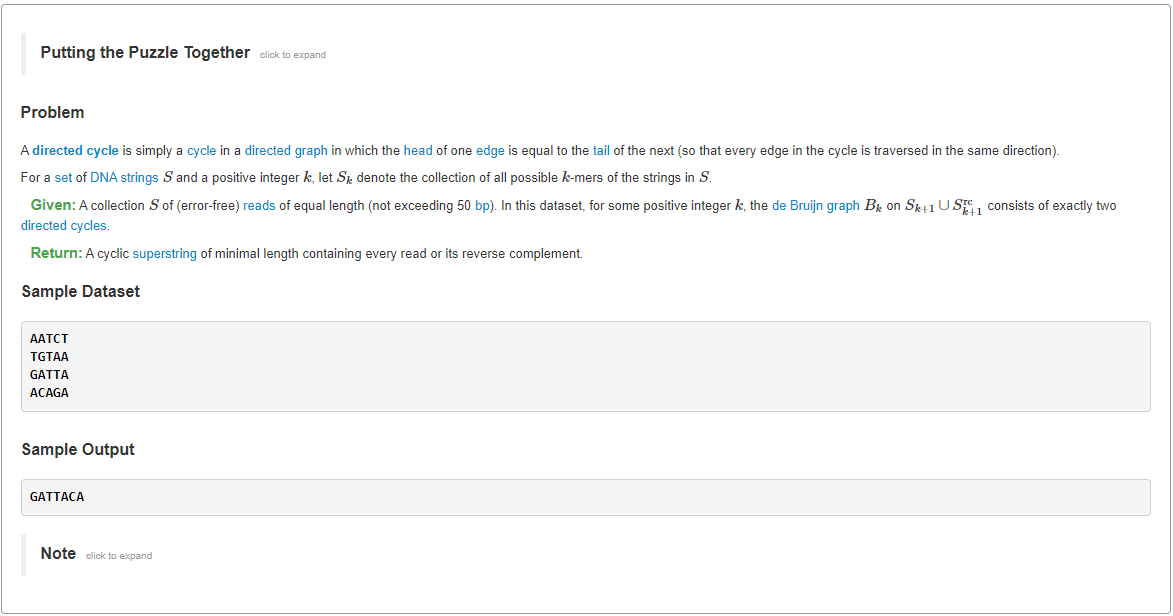 Putting the Puzzle Together click to expand
Problem
A directed cycle is simply a cycle in a directed graph in which the head of one edge is equal to the tail of the next (so that every edge in the cycle is traversed in the same direction).
For a set of DNA strings S and a positive integer k, let Sₖ denote the collection of all possible k-mers of the strings in S.
Given: A collection S of (error-free) reads of equal length (not exceeding 50 bp). In this dataset, for some positive integer k, the de Bruijn graph Bₖ on Sₖ₊₁ ∪ Sʳᶜₖ₊₁ consists of exactly two
directed cycles.
Return: A cyclic superstring of minimal length containing every read or its reverse complement.
Sample Dataset
AATCT
TGTAA
GATTA
ACAGA
Sample Output
GATTACA
Note click to expand